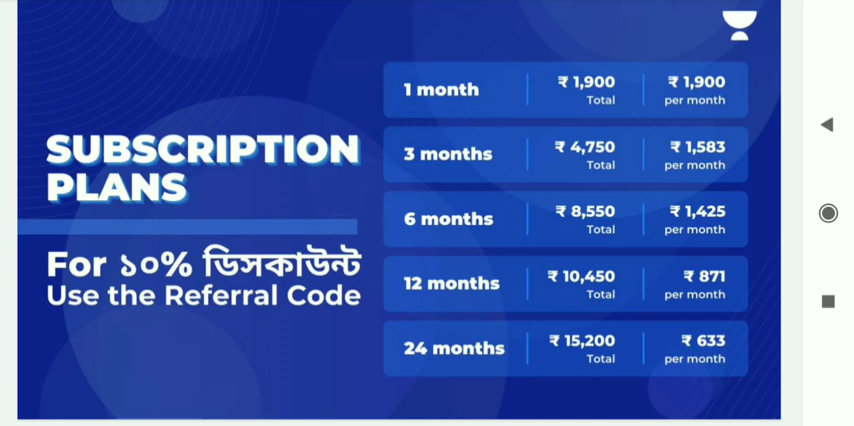 SUBSCRIPTION
PLANS
For ১০% ডিসকাউন্ট
Use the Referral Code
1 month ₹ 1,900 Total ₹ 1,900 per month
3 months ₹ 4,750 Total ₹ 1,583 per month
6 months ₹ 8,550 Total ₹ 1,425 per month
12 months ₹ 10,450 Total ₹ 871 per month
24 months ₹ 15,200 Total ₹ 633 per month